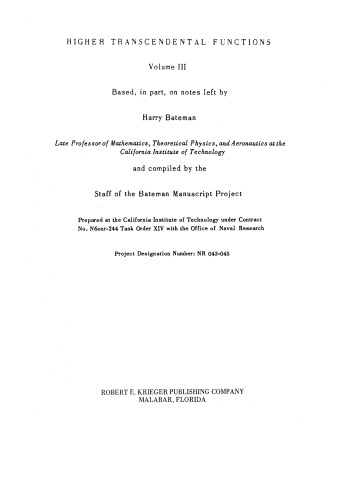 HIGHER TRANSCENDENTAL FUNCTIONS
Volume III
Based, in part, on notes left by
Harry Bateman
Late Professor of Mathematics, Theoretical Physics, and Aeronautics at the
California Institute of Technology
and compiled by the
Staff of the Bateman Manuscript Project
Prepared at the California Institute of Technology under Contract
No. N6onr-244 Task Order XIV with the Office of Naval Research
Project Designation Number: NR 043-045
ROBERT E. KRIEGER PUBLISHING COMPANY
MALABAR, FLORIDA